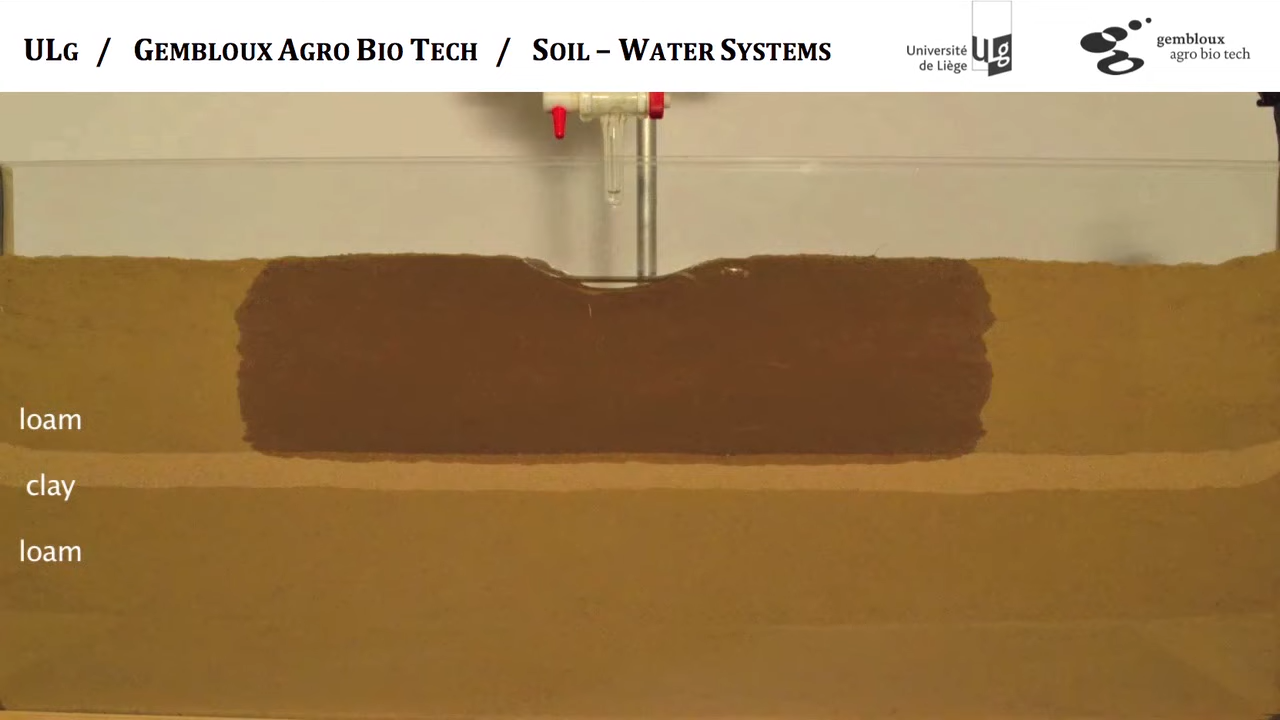 ULg / Gembloux Agro Bio Tech / Soil – Water Systems
Université
de Liège
ULg
gembloux
agro bio tech
loam
clay
loam